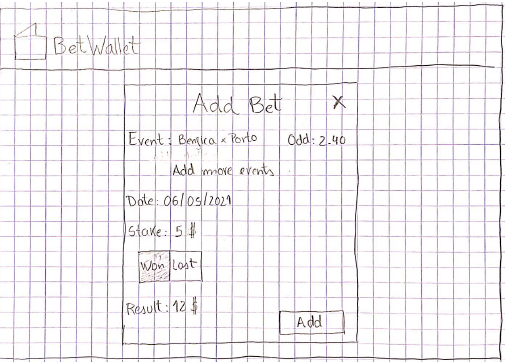 BetWallet
Add Bet X
Event: Benfica x Porto Odd: 2.40
Add more events
Date: 06/05/2021
Stake: 5 $
Won Lost
Result: 12 $
Add